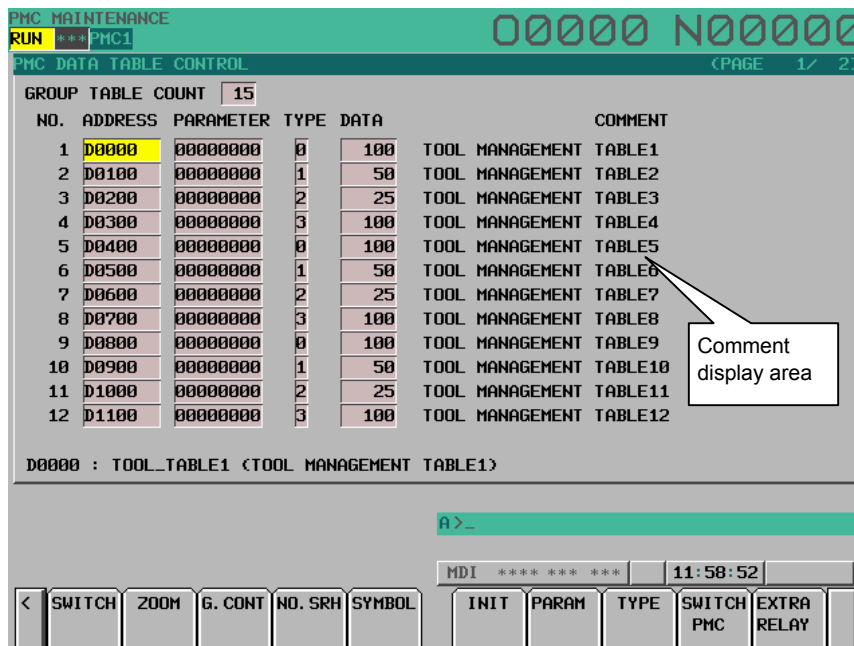 PMC MAINTENANCE
O0000 N00000
RUN *** PMC1
PMC DATA TABLE CONTROL (PAGE 1/ 2)
GROUP TABLE COUNT 15
NO. ADDRESS PARAMETER TYPE DATA COMMENT
1 D0000 00000000 0 100 TOOL MANAGEMENT TABLE1
2 D0100 00000000 1 50 TOOL MANAGEMENT TABLE2
3 D0200 00000000 2 25 TOOL MANAGEMENT TABLE3
4 D0300 00000000 3 100 TOOL MANAGEMENT TABLE4
5 D0400 00000000 0 100 TOOL MANAGEMENT TABLE5
6 D0500 00000000 1 50 TOOL MANAGEMENT TABLE6
7 D0600 00000000 2 25 TOOL MANAGEMENT TABLE7
8 D0700 00000000 3 100 TOOL MANAGEMENT TABLE8
9 D0800 00000000 0 100 TOOL MANAGEMENT TABLE9
10 D0900 00000000 1 50 TOOL MANAGEMENT TABLE10
11 D1000 00000000 2 25 TOOL MANAGEMENT TABLE11
12 D1100 00000000 3 100 TOOL MANAGEMENT TABLE12
Comment
display area
D0000 : TOOL_TABLE1 (TOOL MANAGEMENT TABLE1)
A>_
MDI **** *** *** 11:58:52
< SWITCH ZOOM G.CONT NO.SRH SYMBOL INIT PARAM TYPE SWITCH PMC EXTRA RELAY